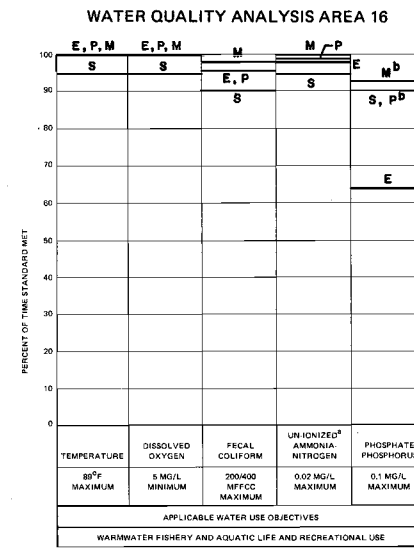 WATER QUALITY ANALYSIS AREA 16
E, P, M E, P, M M M P
S S E M b
E, P S S, P b
S
E
100
90
80
70
60
50
40
30
20
10
0
PERCENT OF TIME STANDARD MET
TEMPERATURE
DISSOLVED
OXYGEN
FECAL
COLIFORM
UN-IONIZED a
AMMONIA-
NITROGEN
PHOSPHATE
PHOSPHORUS
89°F
MAXIMUM
5 MG/L
MINIMUM
200/400
MFFCC
MAXIMUM
0.02 MG/L
MAXIMUM
0.1 MG/L
MAXIMUM
APPLICABLE WATER USE OBJECTIVES
WARMWATER FISHERY AND AQUATIC LIFE AND RECREATIONAL USE